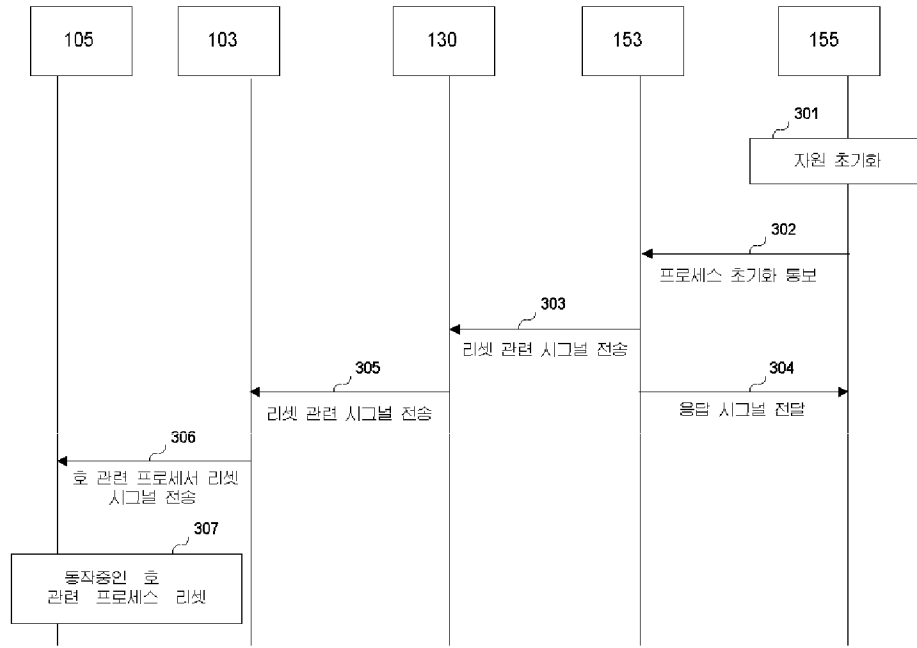 105
103
130
153
155
301
자원 초기화
302
프로세스 초기화 통보
303
리셋 관련 시그널 전송
305
304
리셋 관련 시그널 전송
응답 시그널 전달
306
호 관련 프로세서 리셋
시그널 전송
307
동작중인 호
관련 프로세스 리셋